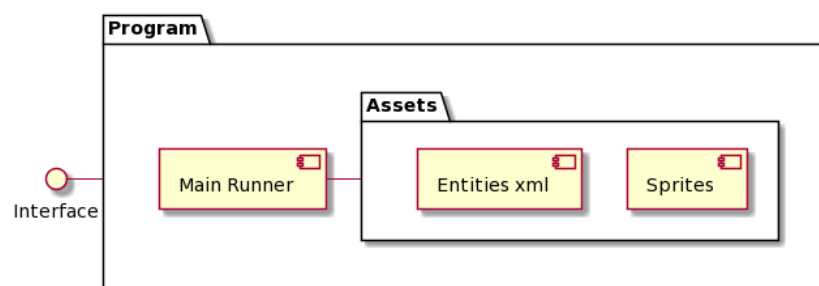 Program
Assets
Main Runner
Entities xml
Sprites
Interface